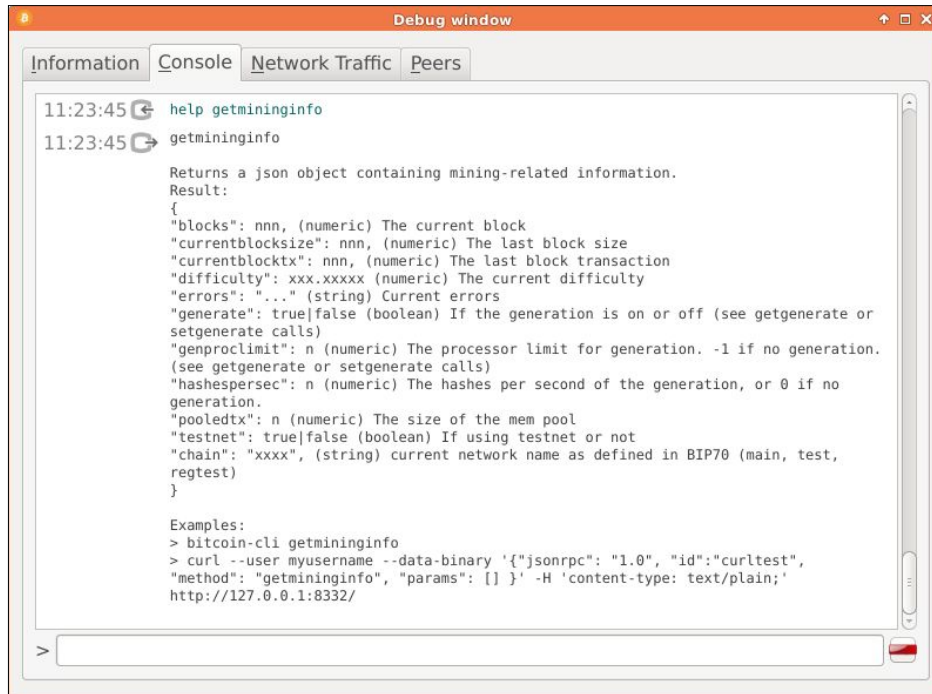 Debug window
Information Console Network Traffic Peers
11:23:45 help getmininginfo
11:23:45 getmininginfo
Returns a json object containing mining-related information.
Result:
{
"blocks": nnn, (numeric) The current block
"currentblocksize": nnn, (numeric) The last block size
"currentblocktx": nnn, (numeric) The last block transaction
"difficulty": xxx.xxxxx (numeric) The current difficulty
"errors": "..." (string) Current errors
"generate": true|false (boolean) If the generation is on or off (see getgenerate or
setgenerate calls)
"genproclimit": n (numeric) The processor limit for generation. -1 if no generation.
(see getgenerate or setgenerate calls)
"hashespersec": n (numeric) The hashes per second of the generation, or 0 if no
generation.
"pooledtx": n (numeric) The size of the mem pool
"testnet": true|false (boolean) If using testnet or not
"chain": "xxxx", (string) current network name as defined in BIP70 (main, test,
regtest)
}
Examples:
> bitcoin-cli getmininginfo
> curl --user myusername --data-binary '{"jsonrpc": "1.0", "id":"curltest",
"method": "getmininginfo", "params": [] }' -H 'content-type: text/plain;'
http://127.0.0.1:8332/
>